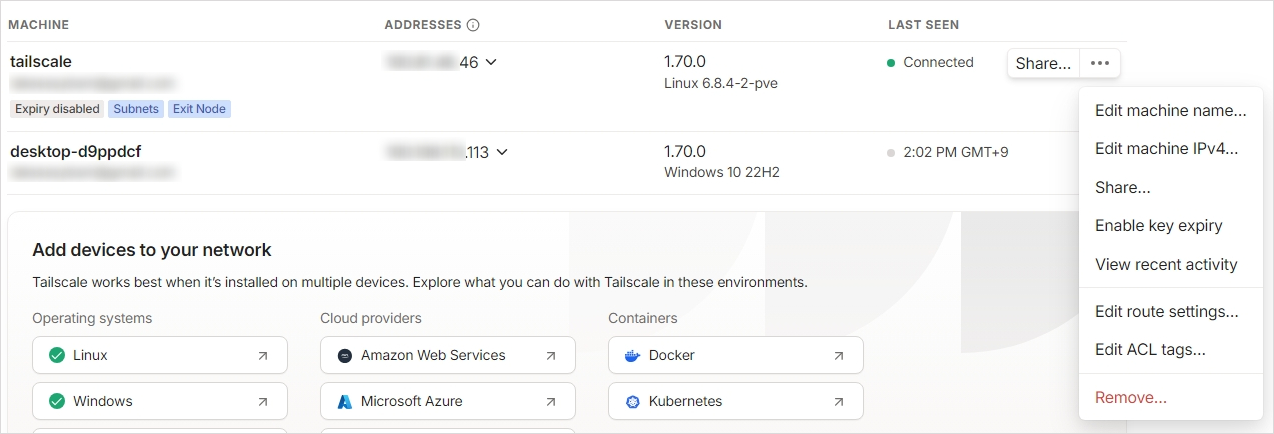 MACHINE ADDRESSES VERSION LAST SEEN
tailscale 46 1.70.0 Connected Share... ...
Linux 6.8.4-2-pve
Expiry disabled Subnets Exit Node
desktop-d9ppdcf .113 1.70.0 2:02 PM GMT+9
Windows 10 22H2
Edit machine name...
Edit machine IPv4...
Share...
Enable key expiry
View recent activity
Edit route settings...
Edit ACL tags...
Remove...
Add devices to your network
Tailscale works best when it’s installed on multiple devices. Explore what you can do with Tailscale in these environments.
Operating systems Cloud providers Containers
Linux Amazon Web Services Docker
Windows Microsoft Azure Kubernetes